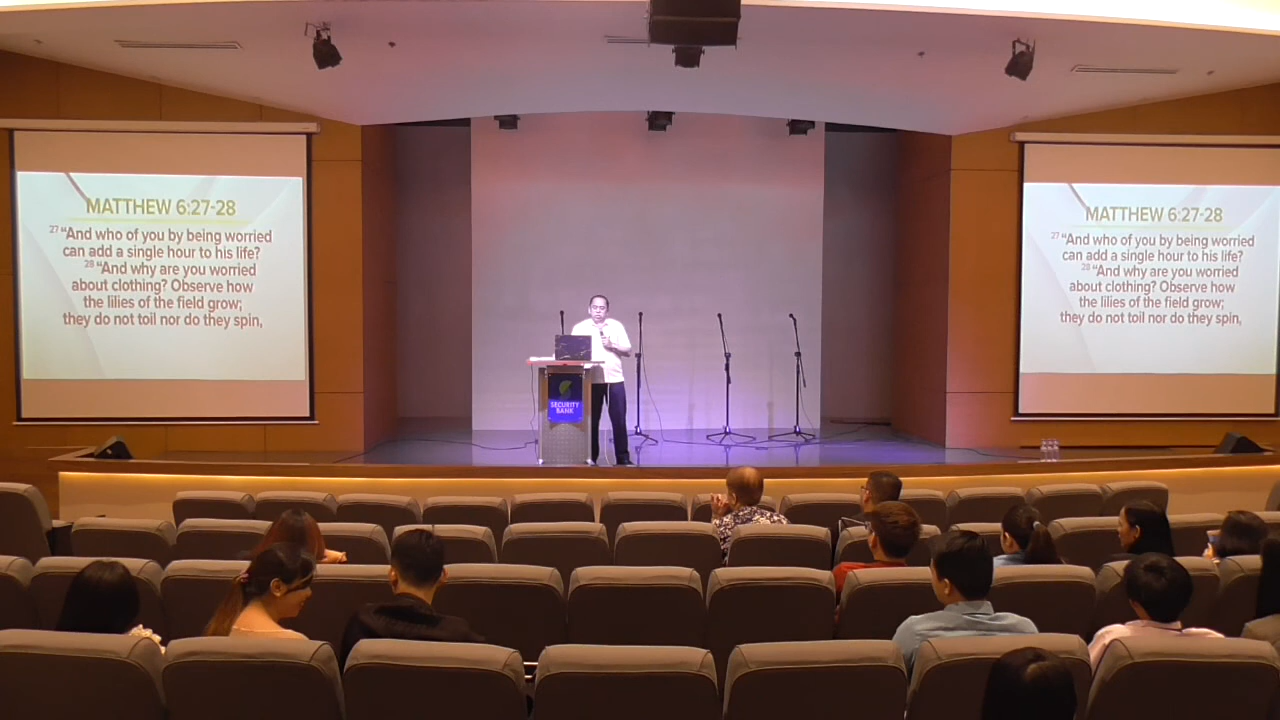 MATTHEW 6:27-28
27 “And who of you by being worried
can add a single hour to his life?
28 “And why are you worried
about clothing? Observe how
the lilies of the field grow;
they do not toil nor do they spin,
SECURITY
BANK
MATTHEW 6:27-28
27 “And who of you by being worried
can add a single hour to his life?
28 “And why are you worried
about clothing? Observe how
the lilies of the field grow;
they do not toil nor do they spin,